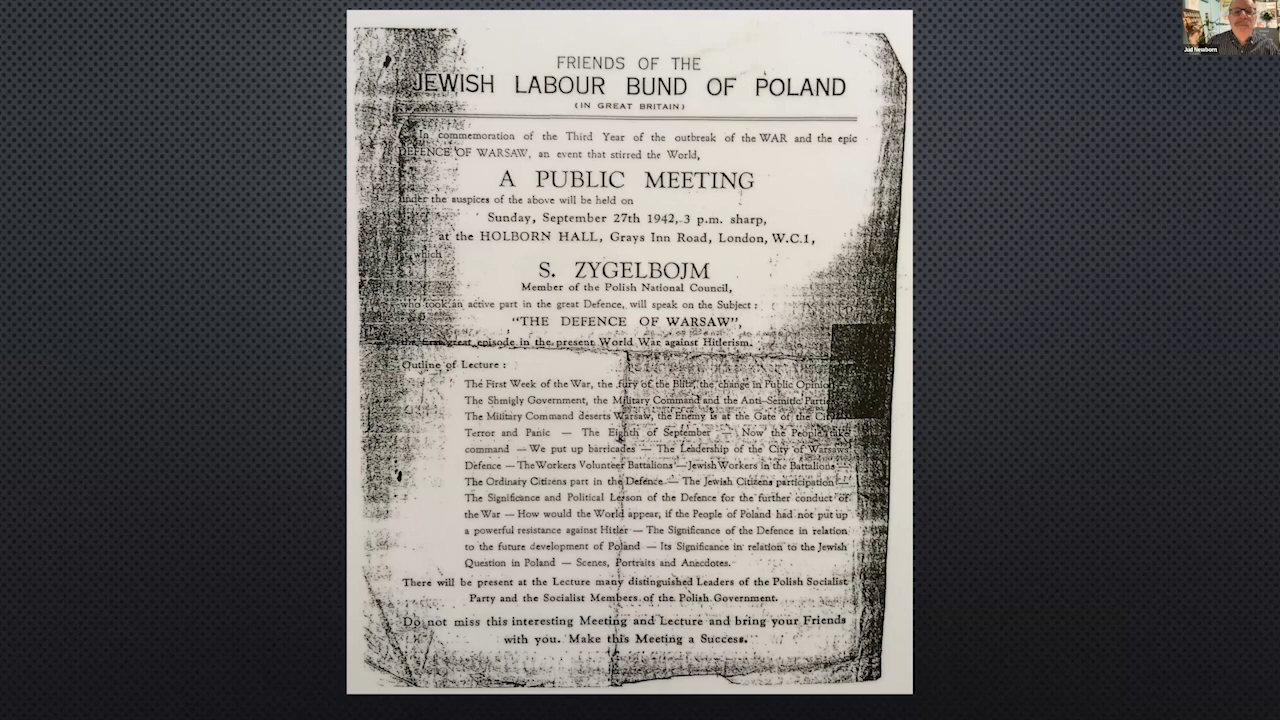 FRIENDS OF THE
JEWISH LABOUR BUND OF POLAND
(IN GREAT BRITAIN)
In commemoration of the Third Year of the outbreak of the WAR and the epic
DEFENCE OF WARSAW, an event that stirred the World,
A PUBLIC MEETING
under the auspices of the above will be held on
Sunday, September 27th 1942, 3 p.m. sharp,
at the HOLBORN HALL, Grays Inn Road, London, W.C.1,
which
S. ZYGELBOJM
Member of the Polish National Council,
who took an active part in the great Defence, will speak on the Subject :
"THE DEFENCE OF WARSAW",
the first great episode in the present World War against Hitlerism.
Outline of Lecture :
The First Week of the War, the fury of the Blitz, the change in Public Opinion
The Shmigly Government, the Military Command and the Anti-Semitic
The Military Command deserts Warsaw, the Enemy is at the Gate of the City
Terror and Panic — The Eighth of September — Now the People take
command — We put up barricades — The Leadership of the City of Warsaws
Defence — The Workers Volunteer Battalions — Jewish Workers in the Battalions —
The Ordinary Citizens part in the Defence — The Jewish Citizens participation —
The Significance and Political Lesson of the Defence for the further conduct of
the War — How would the World appear, if the People of Poland had not put up
a powerful resistance against Hitler — The Significance of the Defence in relation
to the future development of Poland — Its Significance in relation to the Jewish
Question in Poland — Scenes, Portraits and Anecdotes.
There will be present at the Lecture many distinguished Leaders of the Polish Socialist
Party and the Socialist Members of the Polish Government.
Do not miss this interesting Meeting and Lecture and bring your Friends
with you. Make this Meeting a Success.
Jud Newborn